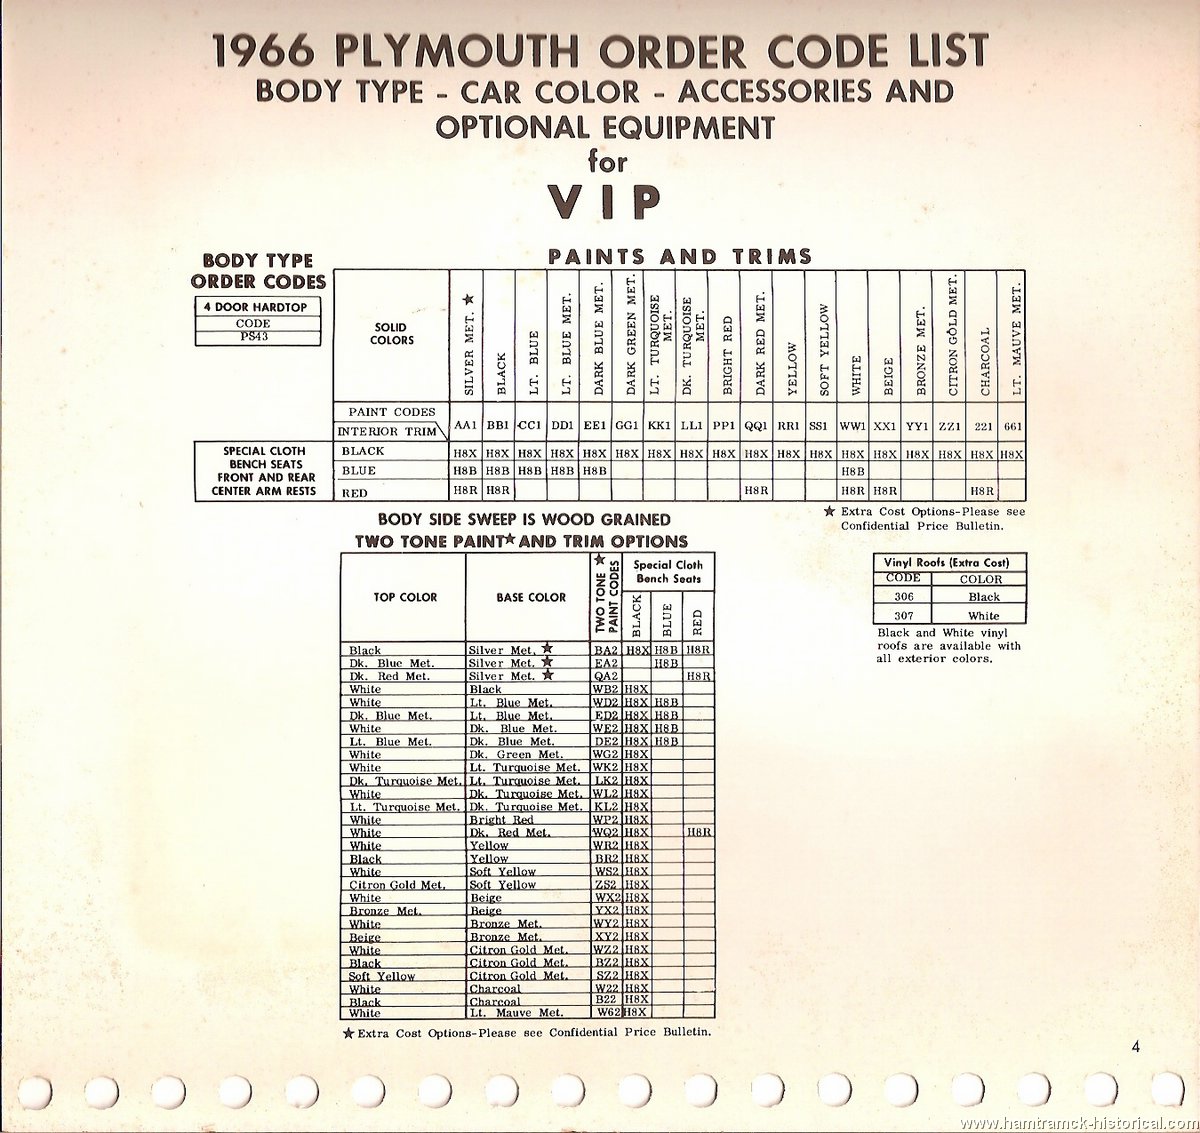 1966 PLYMOUTH ORDER CODE LIST
BODY TYPE - CAR COLOR - ACCESSORIES AND
OPTIONAL EQUIPMENT
for
VIP
BODY TYPE
ORDER CODES
4 DOOR HARDTOP
CODE
PS43
PAINTS AND TRIMS
SOLID
COLORS
SILVER MET. ★
BLACK
LT. BLUE
LT. BLUE MET.
DARK BLUE MET.
DARK GREEN MET.
LT. TURQUOISE
MET.
DK. TURQUOISE
MET.
BRIGHT RED
DARK RED MET.
YELLOW
SOFT YELLOW
WHITE
BEIGE
BRONZE MET.
CITRON GOLD MET.
CHARCOAL
LT. MAUVE MET.
PAINT CODES
INTERIOR TRIM
AA1 BB1 CC1 DD1 EE1 GG1 KK1 LL1 PP1 QQ1 RR1 SS1 WW1 XX1 YY1 ZZ1 221 661
SPECIAL CLOTH
BENCH SEATS
FRONT AND REAR
CENTER ARM RESTS
BLACK H8X H8X H8X H8X H8X H8X H8X H8X H8X H8X H8X H8X H8X H8X H8X H8X H8X H8X
BLUE H8B H8B H8B H8B H8B H8B
RED H8R H8R H8R H8R H8R H8R
★ Extra Cost Options-Please see
Confidential Price Bulletin.
BODY SIDE SWEEP IS WOOD GRAINED
TWO TONE PAINT★ AND TRIM OPTIONS
TOP COLOR
BASE COLOR
★ TWO TONE
PAINT CODES
Special Cloth
Bench Seats
BLACK
BLUE
RED
Black Silver Met. ★ BA2 H8X H8B H8R
Dk. Blue Met. Silver Met. ★ EA2 H8B
Dk. Red Met. Silver Met. ★ QA2 H8R
White Black WB2 H8X
White Lt. Blue Met. WD2 H8X H8B
Dk. Blue Met. Lt. Blue Met. ED2 H8X H8B
White Dk. Blue Met. WE2 H8X H8B
Lt. Blue Met. Dk. Blue Met. DE2 H8X H8B
White Dk. Green Met. WG2 H8X
White Lt. Turquoise Met. WK2 H8X
Dk. Turquoise Met. Lt. Turquoise Met. LK2 H8X
White Dk. Turquoise Met. WL2 H8X
Lt. Turquoise Met. Dk. Turquoise Met. KL2 H8X
White Bright Red WP2 H8X
White Dk. Red Met. WQ2 H8X H8R
White Yellow WR2 H8X
Black Yellow BR2 H8X
White Soft Yellow WS2 H8X
Citron Gold Met. Soft Yellow ZS2 H8X
White Beige WX2 H8X
Bronze Met. Beige YX2 H8X
White Bronze Met. WY2 H8X
Beige Bronze Met. XY2 H8X
White Citron Gold Met. WZ2 H8X
Black Citron Gold Met. BZ2 H8X
Soft Yellow Citron Gold Met. SZ2 H8X
White Charcoal W22 H8X
Black Charcoal B22 H8X
White Lt. Mauve Met. W62 H8X
★ Extra Cost Options-Please see Confidential Price Bulletin.
Vinyl Roofs (Extra Cost)
CODE COLOR
306 Black
307 White
Black and White vinyl
roofs are available with
all exterior colors.
4
www.hamtramck-historical.com